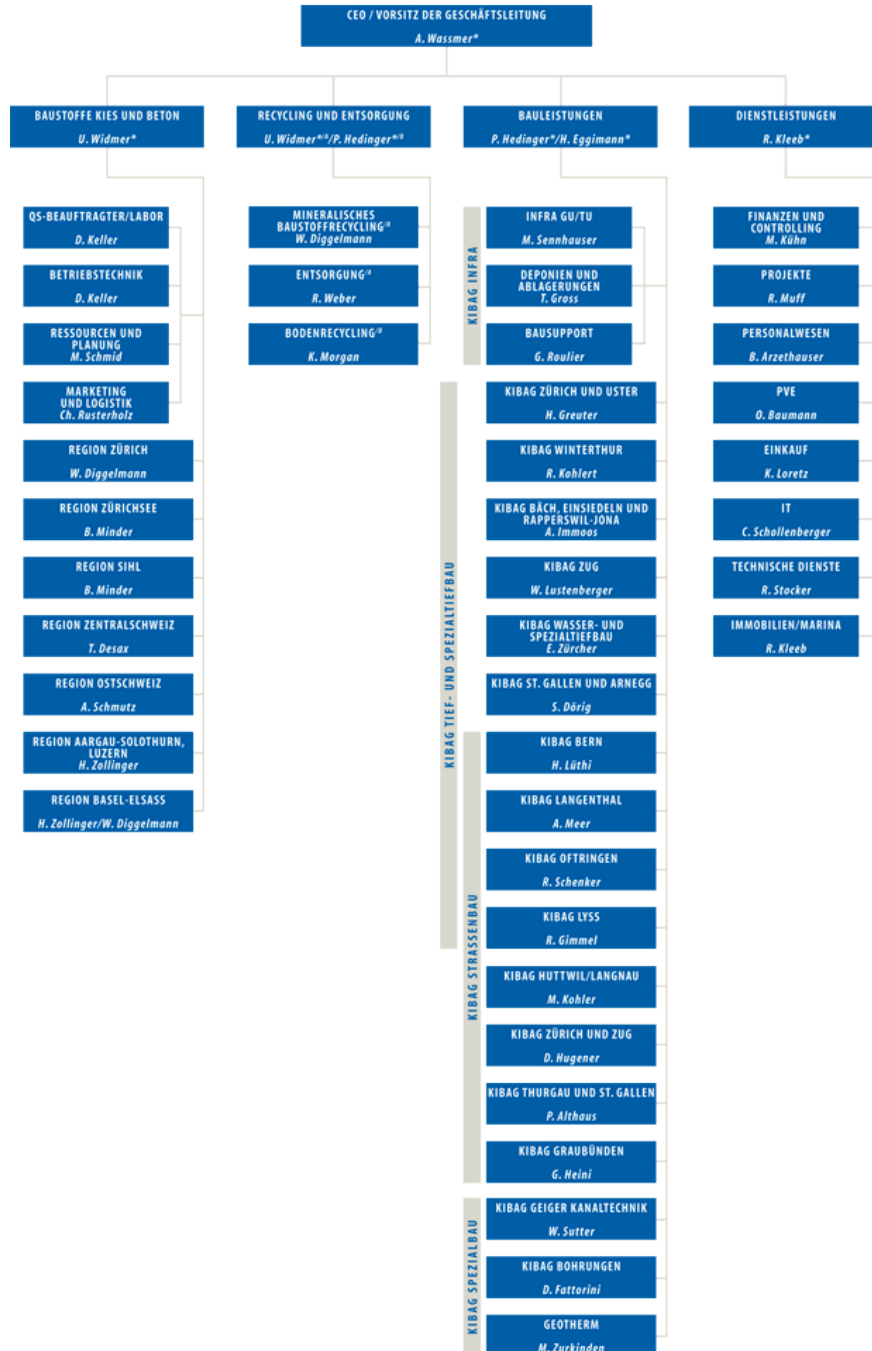 CEO / VORSITZ DER GESCHÄFTSLEITUNG
A. Wassmer*
BAUSTOFFE KIES UND BETON
U. Widmer*
RECYCLING UND ENTSORGUNG
U. Widmer*/A/P. Hedinger*/B
BAULEISTUNGEN
P. Hedinger*/H. Eggimann*
DIENSTLEISTUNGEN
R. Kleeb*
QS-BEAUFTRAGTER/LABOR
D. Keller
BETRIEBSTECHNIK
D. Keller
RESSOURCEN UND
PLANUNG
M. Schmid
MARKETING
UND LOGISTIK
Ch. Rusterholz
REGION ZÜRICH
W. Diggelmann
REGION ZÜRICHSEE
B. Minder
REGION SIHL
B. Minder
REGION ZENTRALSCHWEIZ
T. Desax
REGION OSTSCHWEIZ
A. Schmutz
REGION AARGAU-SOLOTHURN,
LUZERN
H. Zollinger
REGION BASEL-ELSASS
H. Zollinger/W. Diggelmann
MINERALISCHES
BAUSTOFFRECYCLING/A
W. Diggelmann
ENTSORGUNG/A
R. Weber
BODENRECYCLING/B
K. Morgan
KIBAG INFRA
INFRA GU/TU
M. Sennhauser
DEPONIEN UND
ABLAGERUNGEN
T. Gross
BAUSUPPORT
G. Roulier
KIBAG TIEF- UND SPEZIALTIEFBAU
KIBAG ZÜRICH UND USTER
H. Greuter
KIBAG WINTERTHUR
R. Kohlert
KIBAG BÄCH, EINSIEDELN UND
RAPPERSWIL-JONA
A. Immoos
KIBAG ZUG
W. Lustenberger
KIBAG WASSER- UND
SPEZIALTIEFBAU
E. Zürcher
KIBAG ST. GALLEN UND ARNEGG
S. Dörig
KIBAG STRASSENBAU
KIBAG BERN
H. Lüthi
KIBAG LANGENTHAL
A. Meer
KIBAG OFTRINGEN
R. Schenker
KIBAG LYSS
R. Gimmel
KIBAG HUTTWIL/LANGNAU
M. Kohler
KIBAG ZÜRICH UND ZUG
D. Hugener
KIBAG THURGAU UND ST. GALLEN
P. Althaus
KIBAG GRAUBÜNDEN
G. Heini
KIBAG SPEZIALBAU
KIBAG GEIGER KANALTECHNIK
W. Sutter
KIBAG BOHRUNGEN
D. Fattorini
GEOTHERM
M. Zurkinden
FINANZEN UND
CONTROLLING
M. Kühn
PROJEKTE
R. Muff
PERSONALWESEN
B. Arzethauser
PVE
O. Baumann
EINKAUF
K. Loretz
IT
C. Schollenberger
TECHNISCHE DIENSTE
R. Stocker
IMMOBILIEN/MARINA
R. Kleeb